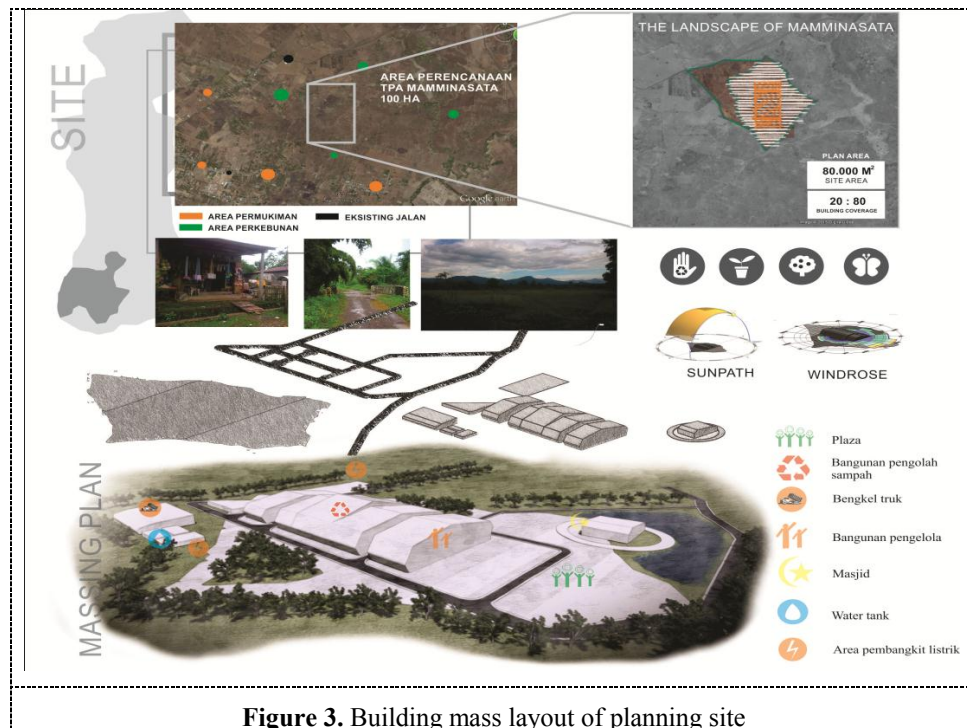 SITE
AREA PERENCANAAN
TPA MAMMINASATA
100 HA
Google earth
AREA PERMUKIMAN
EKSISTING JALAN
AREA PERKEBUNAN
THE LANDSCAPE OF MAMMINASATA
PLAN AREA
80.000 M²
SITE AREA
20 : 80
BUILDING COVERAGE
SUNPATH
WINDROSE
MASSING PLAN
Plaza
Bangunan pengolah
sampah
Bengkel truk
Bangunan pengelola
Masjid
Water tank
Area pembangkit listrik
Figure 3. Building mass layout of planning site